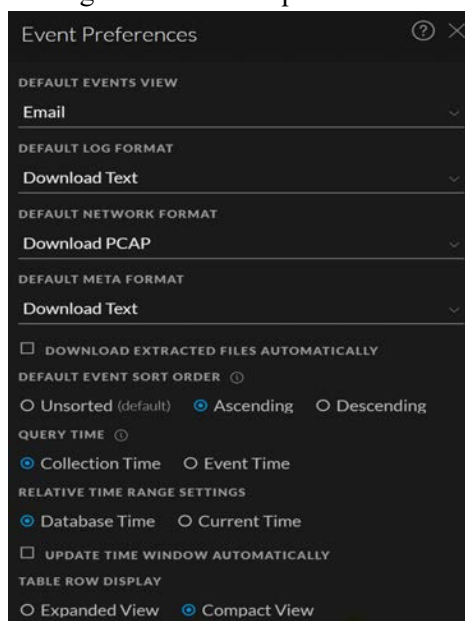 Event Preferences
DEFAULT EVENTS VIEW
Email
DEFAULT LOG FORMAT
Download Text
DEFAULT NETWORK FORMAT
Download PCAP
DEFAULT META FORMAT
Download Text
DOWNLOAD EXTRACTED FILES AUTOMATICALLY
DEFAULT EVENT SORT ORDER
Unsorted (default) Ascending Descending
QUERY TIME
Collection Time Event Time
RELATIVE TIME RANGE SETTINGS
Database Time Current Time
UPDATE TIME WINDOW AUTOMATICALLY
TABLE ROW DISPLAY
Expanded View Compact View